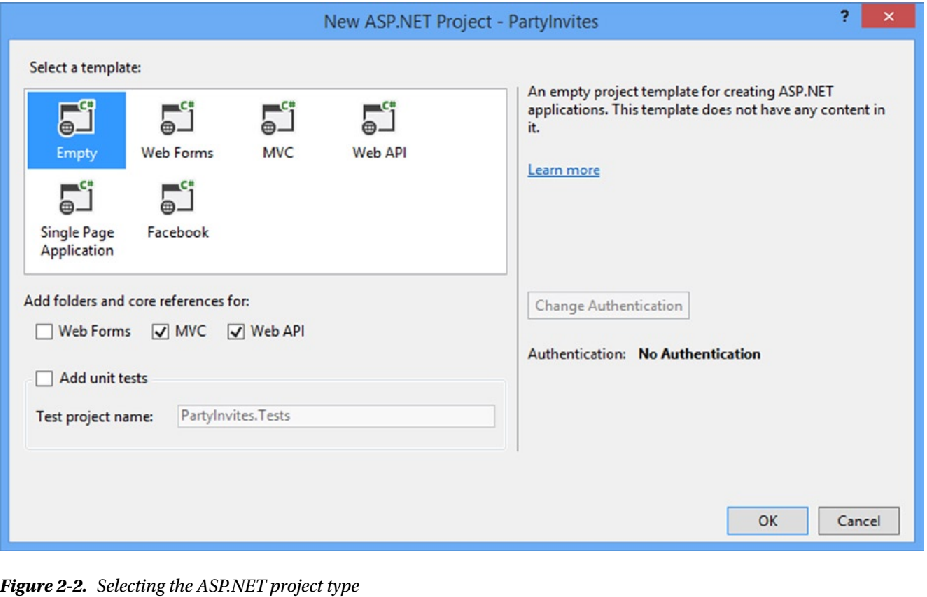 New ASP.NET Project - PartyInvites
?
Select a template:
C# C# C# C#
Empty Web Forms MVC Web API
C# C#
Single Page Facebook
Application
An empty project template for creating ASP.NET
applications. This template does not have any content in
it.
Learn more
Add folders and core references for:
Web Forms MVC Web API
Add unit tests
Test project name: PartyInvites.Tests
Change Authentication
Authentication: No Authentication
OK Cancel
Figure 2-2. Selecting the ASP.NET project type